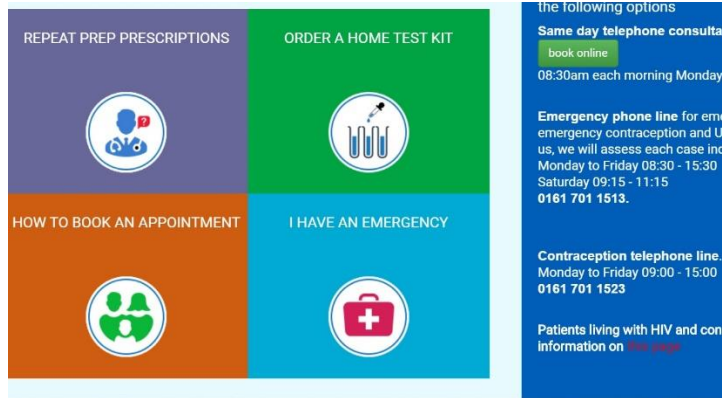 REPEAT PREP PRESCRIPTIONS
ORDER A HOME TEST KIT
HOW TO BOOK AN APPOINTMENT
I HAVE AN EMERGENCY
the following options
Same day telephone consulta
book online
08:30am each morning Monday
Emergency phone line for eme
emergency contraception and U
us, we will assess each case ind
Monday to Friday 08:30 - 15:30
Saturday 09:15 - 11:15
0161 701 1513.
Contraception telephone line.
Monday to Friday 09:00 - 15:00
0161 701 1523
Patients living with HIV and con
information on this page